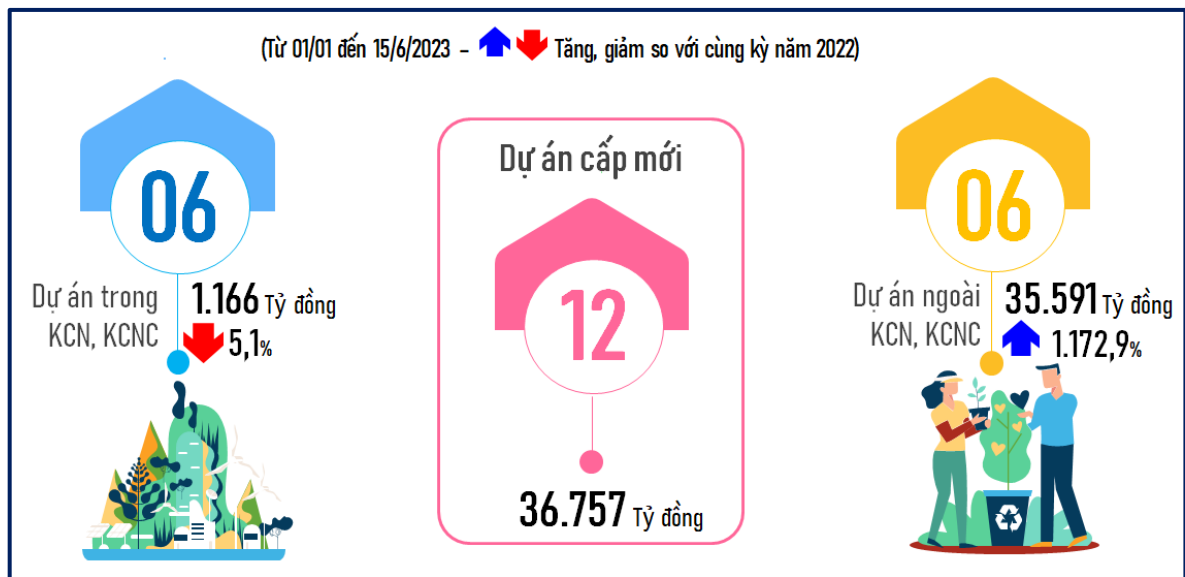 (Từ 01/01 đến 15/6/2023 - Tăng, giảm so với cùng kỳ năm 2022)
06
Dự án trong
KCN, KCNC
1.166 Tỷ đồng
5,1%
Dự án cấp mới
12
36.757 Tỷ đồng
06
Dự án ngoài
KCN, KCNC
35.591 Tỷ đồng
1.172,9%